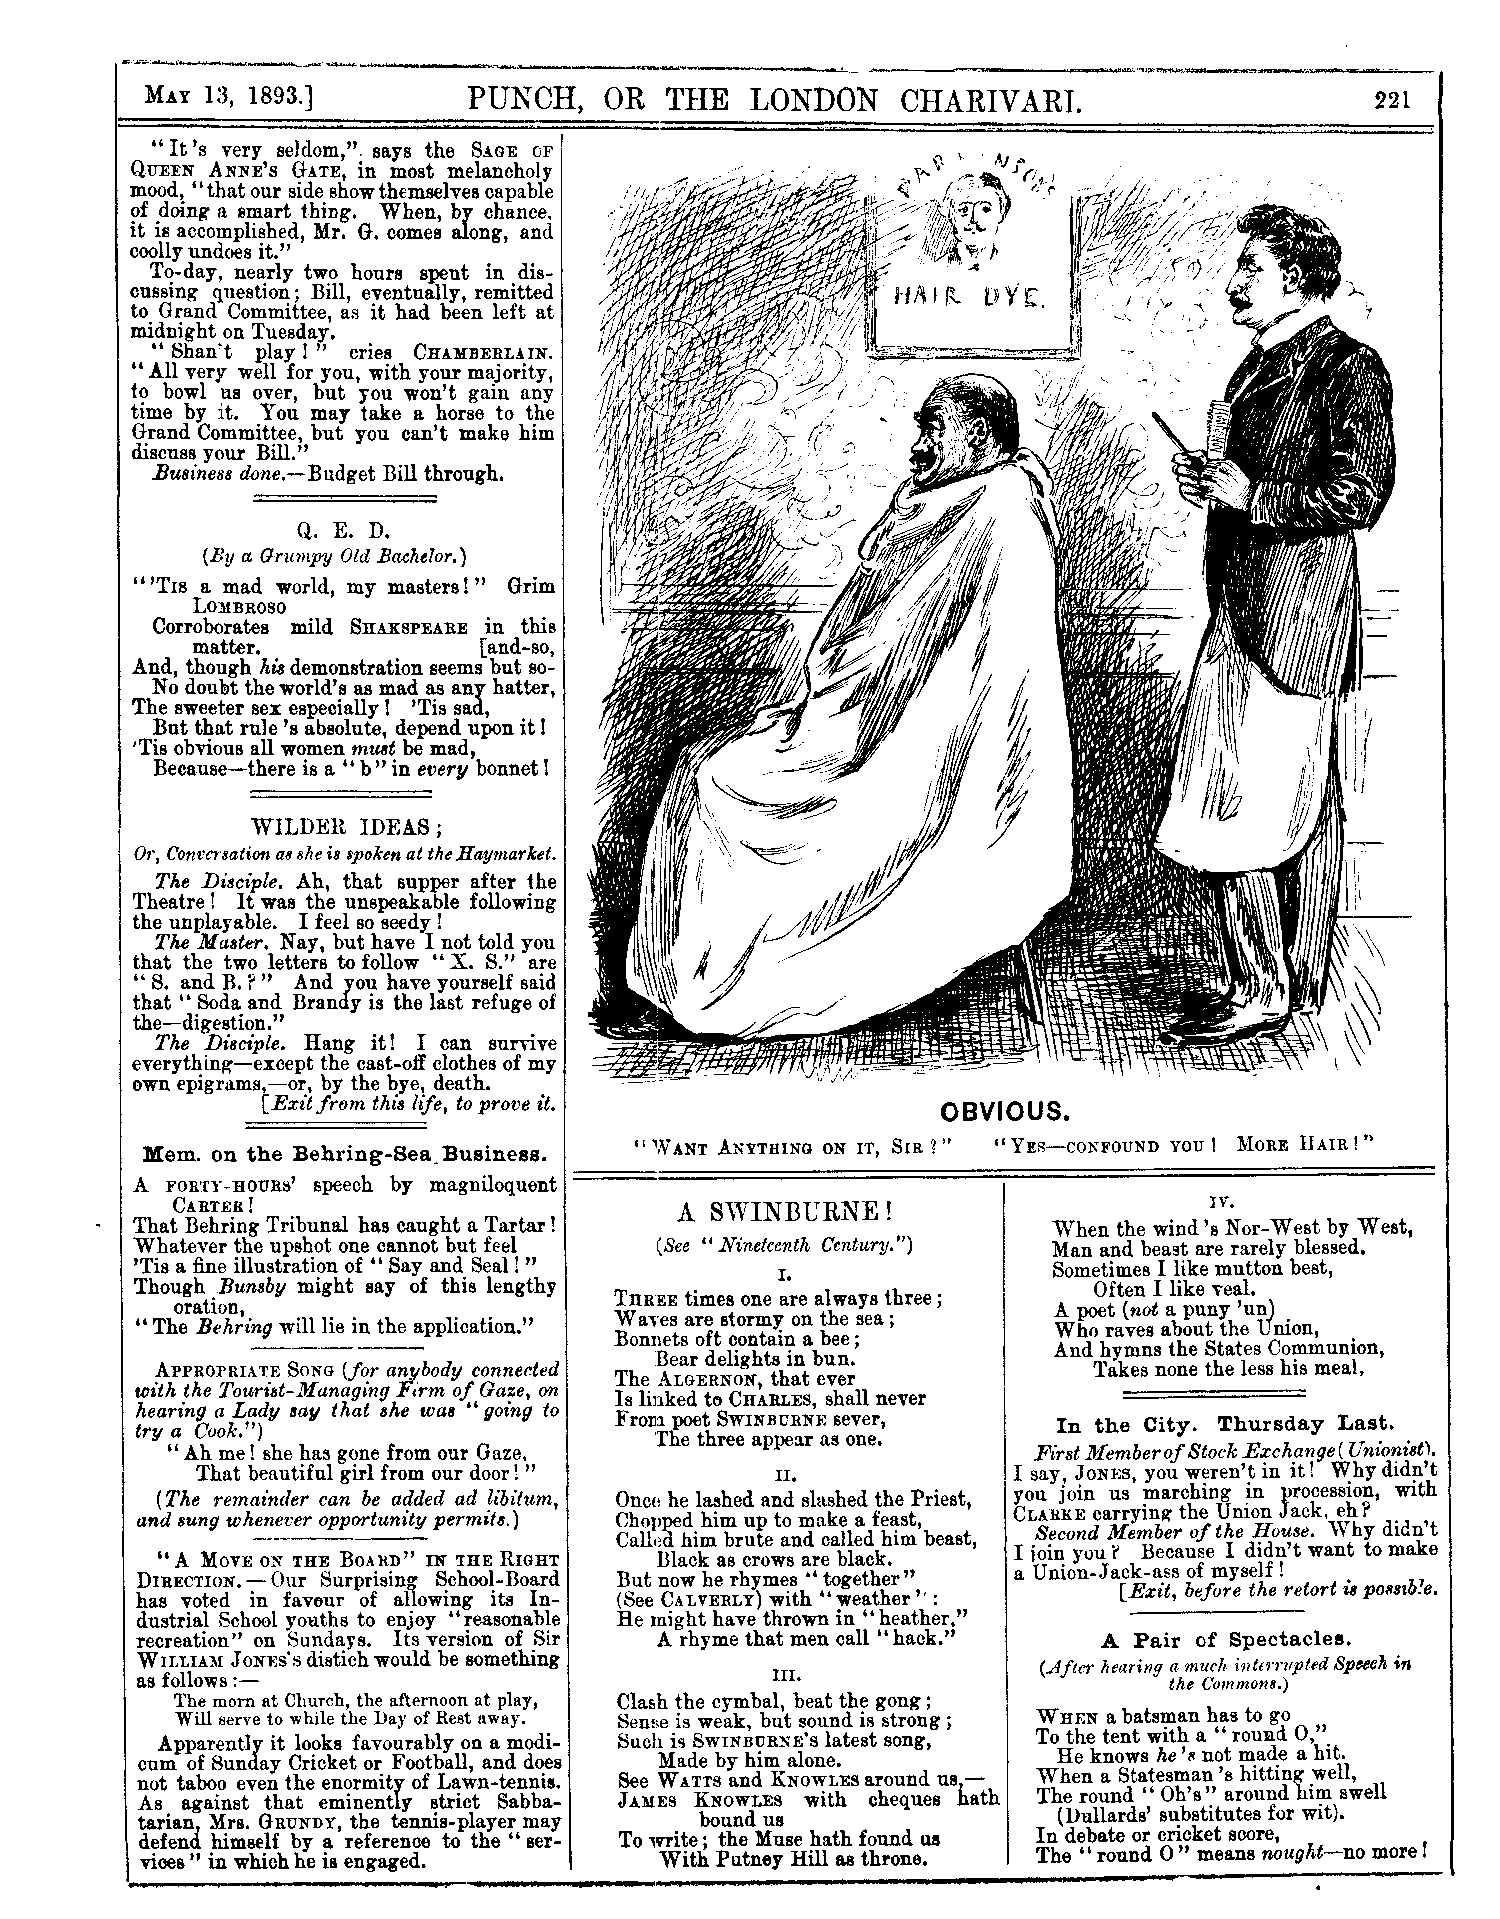 MAY 13, 1893.]
PUNCH, OR THE LONDON CHARIVARI.
221
"It's very seldom," says the SAGE OF
QUEEN ANNE'S GATE, in most melancholy
mood, "that our side show themselves capable
of doing a smart thing. When, by chance,
it is accomplished, Mr. G. comes along, and
coolly undoes it."
To-day, nearly two hours spent in dis-
cussing question; Bill, eventually, remitted
to Grand Committee, as it had been left at
midnight on Tuesday.
"Shan't play!" cries CHAMBERLAIN.
"All very well for you, with your majority,
to bowl us over, but you won't gain any
time by it. You may take a horse to the
Grand Committee, but you can't make him
discuss your Bill."
Business done.—Budget Bill through.
Q. E. D.
(By a Grumpy Old Bachelor.)
"'TIS a mad world, my masters!" Grim
LOMBROSO
Corroborates mild SHAKSPEARE in this
matter. [and-so,
And, though his demonstration seems but so-
No doubt the world's as mad as any hatter,
The sweeter sex especially! 'Tis sad,
But that rule's absolute, depend upon it!
'Tis obvious all women must be mad,
Because—there is a "b" in every bonnet!
WILDER IDEAS;
Or, Conversation as she is spoken at the Haymarket.
The Disciple. Ah, that supper after the
Theatre! It was the unspeakable following
the unplayable. I feel so seedy!
The Master. Nay, but have I not told you
that the two letters to follow "X. S." are
"S. and B.?" And you have yourself said
that "Soda and Brandy is the last refuge of
the—digestion."
The Disciple. Hang it! I can survive
everything—except the cast-off clothes of my
own epigrams,—or, by the bye, death.
[Exit from this life, to prove it.
Mem. on the Behring-Sea Business.
A FORTY-HOURS' speech by magniloquent
CARTER!
That Behring Tribunal has caught a Tartar!
Whatever the upshot one cannot but feel
'Tis a fine illustration of "Say and Seal!"
Though Bunsby might say of this lengthy
oration,
"The Behring will lie in the application."
APPROPRIATE SONG (for anybody connected
with the Tourist-Managing Firm of Gaze, on
hearing a Lady say that she was "going to
try a Cook.")
"Ah me! she has gone from our Gaze,
That beautiful girl from our door!"
(The remainder can be added ad libitum,
and sung whenever opportunity permits.)
"A MOVE ON THE BOARD" IN THE RIGHT
DIRECTION.—Our Surprising School-Board
has voted in favour of allowing its In-
dustrial School youths to enjoy "reasonable
recreation" on Sundays. Its version of Sir
WILLIAM JONES'S distich would be something
as follows:—
The morn at Church, the afternoon at play,
Will serve to while the Day of Rest away.
Apparently it looks favourably on a modi-
cum of Sunday Cricket or Football, and does
not taboo even the enormity of Lawn-tennis.
As against that eminently strict Sabba-
tarian, Mrs. GRUNDY, the tennis-player may
defend himself by a reference to the "ser-
vices" in which he is engaged.
PARKINSON'S
HAIR DYE.
OBVIOUS.
"WANT ANYTHING ON IT, SIR?" "YES—CONFOUND YOU! MORE HAIR!"
A SWINBURNE!
(See "Nineteenth Century.")
I.
THREE times one are always three;
Waves are stormy on the sea;
Bonnets oft contain a bee;
Bear delights in bun.
The ALGERNON, that ever
Is linked to CHARLES, shall never
From poet SWINBURNE sever,
The three appear as one.
II.
Once he lashed and slashed the Priest,
Chopped him up to make a feast,
Called him brute and called him beast,
Black as crows are black.
But now he rhymes "together"
(See CALVERLY) with "weather":
He might have thrown in "heather,"
A rhyme that men call "hack."
III.
Clash the cymbal, beat the gong;
Sense is weak, but sound is strong;
Such is SWINBURNE'S latest song,
Made by him alone.
See WATTS and KNOWLES around us,—
JAMES KNOWLES with cheques hath
bound us
To write; the Muse hath found us
With Putney Hill as throne.
IV.
When the wind's Nor-West by West,
Man and beast are rarely blessed.
Sometimes I like mutton best,
Often I like veal.
A poet (not a puny 'un)
Who raves about the Union,
And hymns the States Communion,
Takes none the less his meal.
In the City. Thursday Last.
First Member of Stock Exchange (Unionist).
I say, JONES, you weren't in it! Why didn't
you join us marching in procession, with
CLARKE carrying the Union Jack, eh?
Second Member of the House. Why didn't
I join you? Because I didn't want to make
a Union-Jack-ass of myself!
[Exit, before the retort is possible.
A Pair of Spectacles.
(After hearing a much interrupted Speech in
the Commons.)
WHEN a batsman has to go
To the tent with a "round O,"
He knows he's not made a hit.
When a Statesman's hitting well,
The round "Oh's" around him swell
(Dullards' substitutes for wit).
In debate or cricket score,
The "round O" means nought—no more!